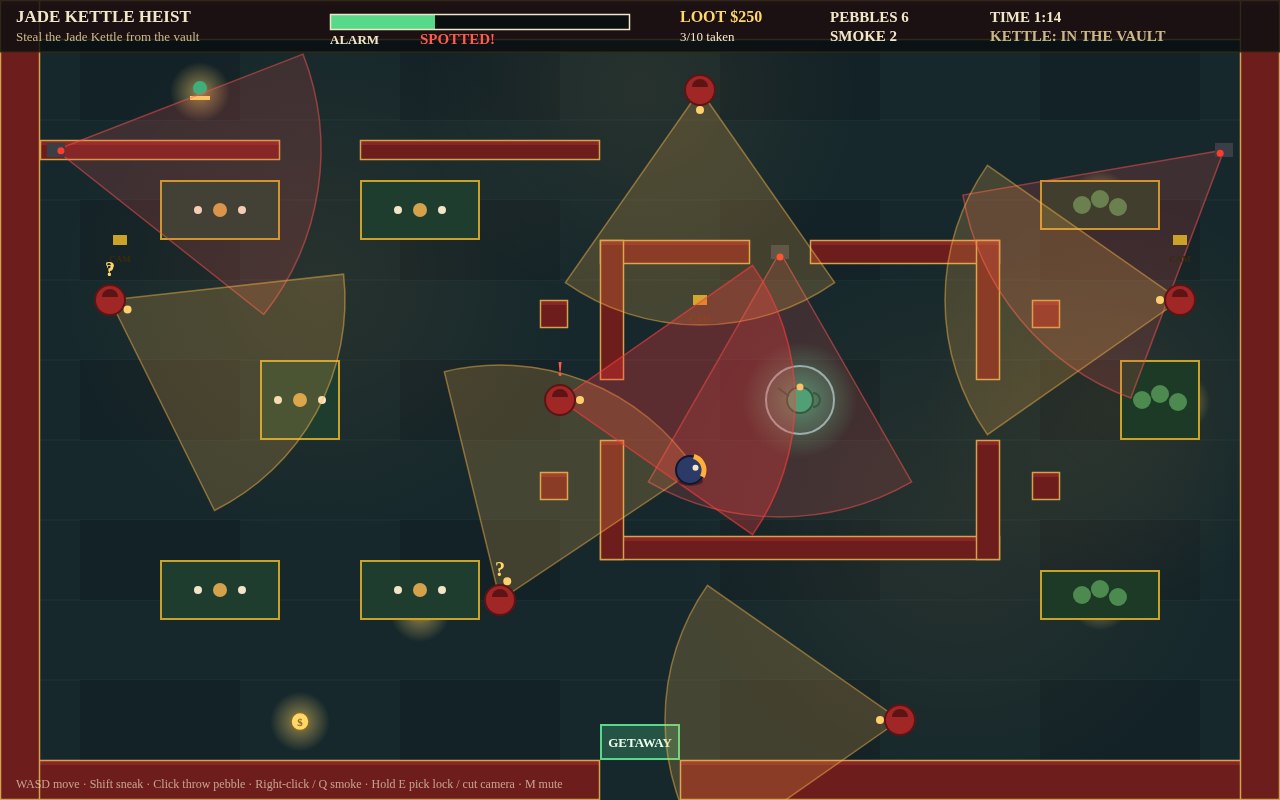 JADE KETTLE HEIST
Steal the Jade Kettle from the vault
ALARM
SPOTTED!
LOOT $250
3/10 taken
PEBBLES 6
SMOKE 2
TIME 1:14
KETTLE: IN THE VAULT
?
!
?
$
GETAWAY
WASD move · Shift sneak · Click throw pebble · Right-click / Q smoke · Hold E pick lock / cut camera · M mute